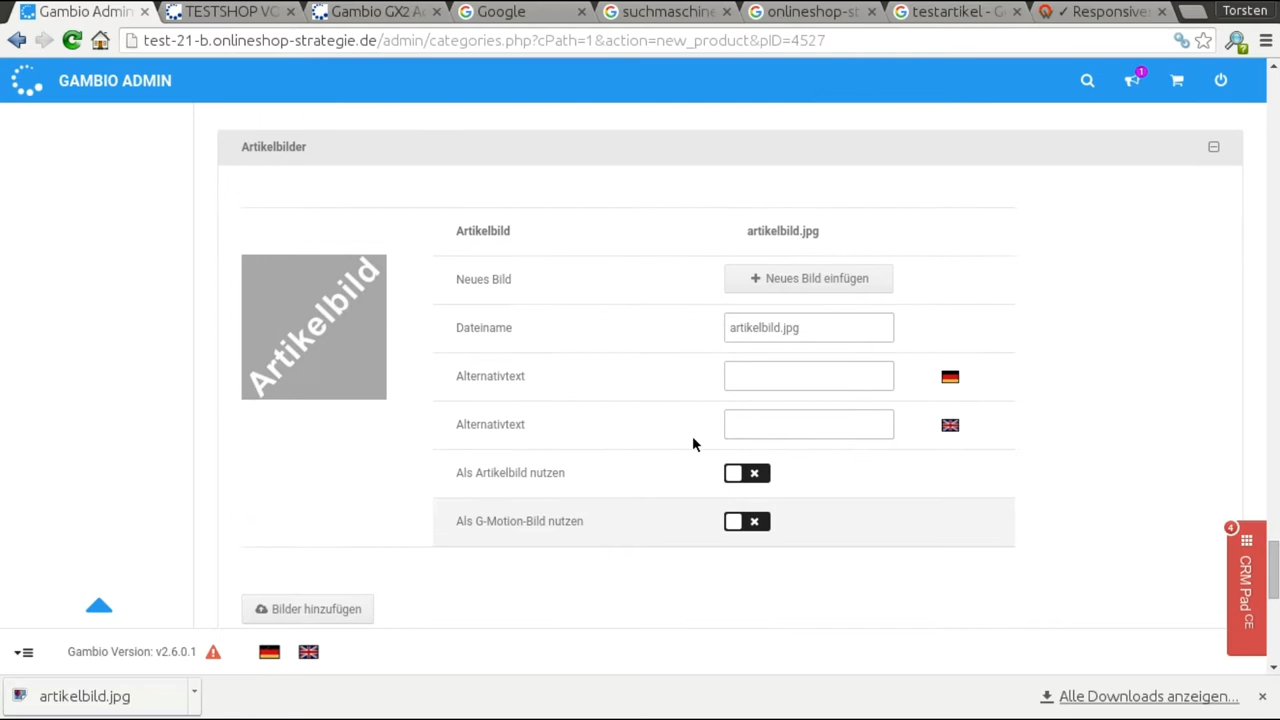 Gambio Admin
TESTSHOP VO
Gambio GX2 A
Google
suchmaschine
onlineshop-st
testartikel - G
✓ Responsive
Torsten
test-21-b.onlineshop-strategie.de/admin/categories.php?cPath=1&action=new_product&pID=4527
GAMBIO ADMIN
1
Artikelbilder
Artikelbild
Artikelbild artikelbild.jpg
Neues Bild + Neues Bild einfügen
Dateiname artikelbild.jpg
Alternativtext
Alternativtext
Als Artikelbild nutzen
Als G-Motion-Bild nutzen
4
CRM Pad CE
Bilder hinzufügen
Gambio Version: v2.6.0.1
artikelbild.jpg
Alle Downloads anzeigen...